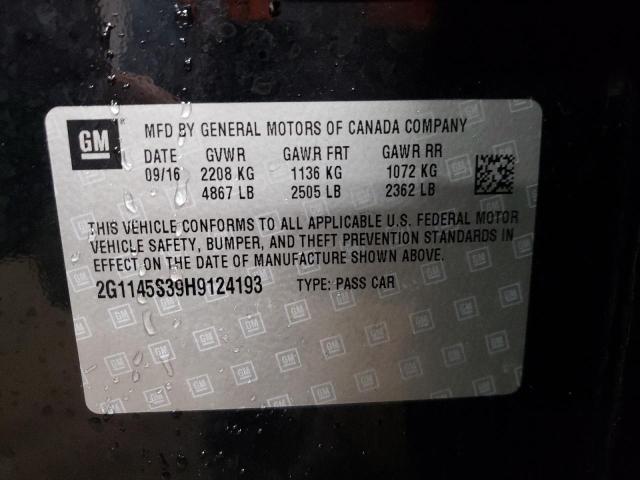 GM
MFD BY GENERAL MOTORS OF CANADA COMPANY
DATE GVWR GAWR FRT GAWR RR
09/16 2208 KG 1136 KG 1072 KG
4867 LB 2505 LB 2362 LB
THIS VEHICLE CONFORMS TO ALL APPLICABLE U.S. FEDERAL MOTOR
VEHICLE SAFETY, BUMPER, AND THEFT PREVENTION STANDARDS IN
EFFECT ON THE DATE OF MANUFACTURE SHOWN ABOVE.
2G1145S39H9124193 TYPE: PASS CAR